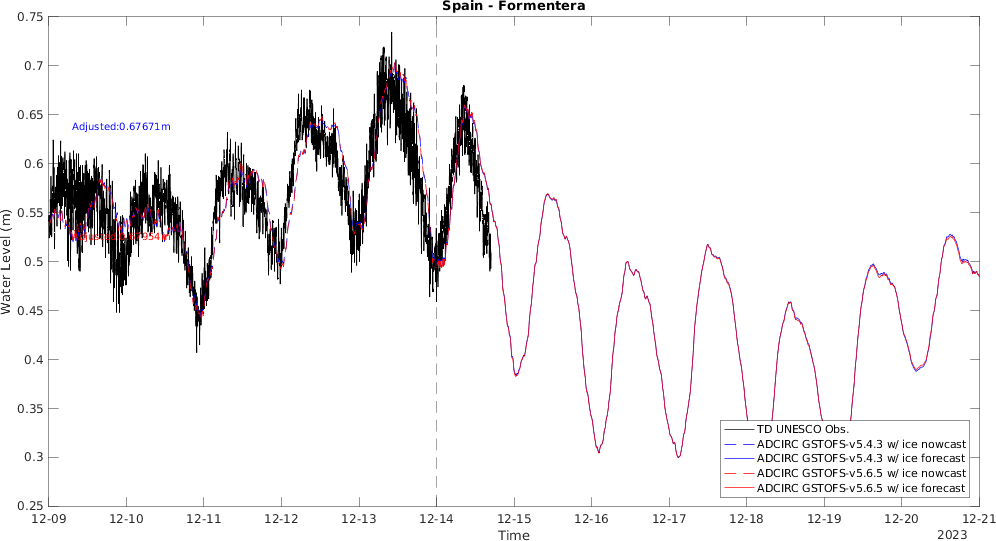 Spain - Formentera
0.75
0.7
0.65
0.6
0.55
0.5
0.45
0.4
0.35
0.3
0.25
Water Level (m)
Adjusted:0.67671m
12-09
12-10
12-11
12-12
12-13
12-14
12-15
12-16
12-17
12-18
12-19
12-20
12-21
Time
2023
TD UNESCO Obs.
ADCIRC GSTOFS-v5.4.3 w/ ice nowcast
ADCIRC GSTOFS-v5.4.3 w/ ice forecast
ADCIRC GSTOFS-v5.6.5 w/ ice nowcast
ADCIRC GSTOFS-v5.6.5 w/ ice forecast